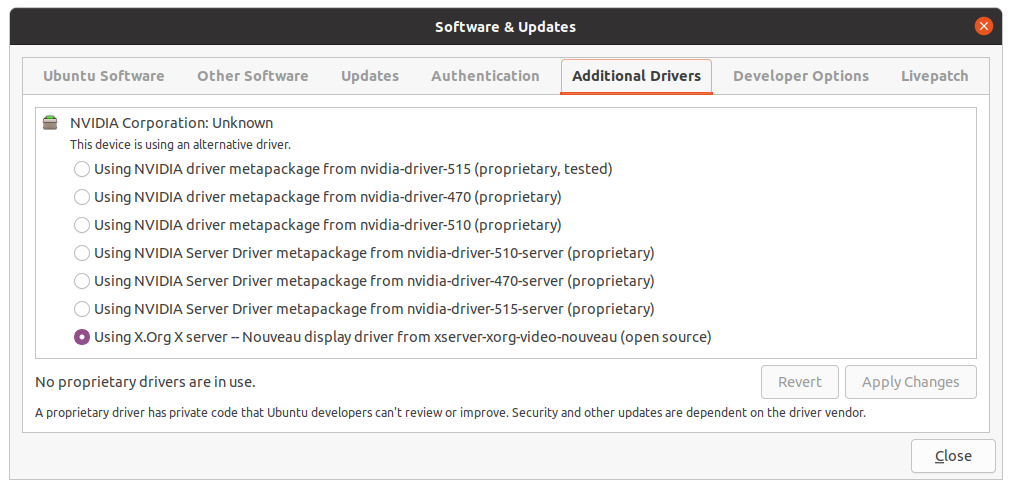 Software & Updates
Ubuntu Software
Other Software
Updates
Authentication
Additional Drivers
Developer Options
Livepatch
NVIDIA Corporation: Unknown
This device is using an alternative driver.
Using NVIDIA driver metapackage from nvidia-driver-515 (proprietary, tested)
Using NVIDIA driver metapackage from nvidia-driver-470 (proprietary)
Using NVIDIA driver metapackage from nvidia-driver-510 (proprietary)
Using NVIDIA Server Driver metapackage from nvidia-driver-510-server (proprietary)
Using NVIDIA Server Driver metapackage from nvidia-driver-470-server (proprietary)
Using NVIDIA Server Driver metapackage from nvidia-driver-515-server (proprietary)
Using X.Org X server -- Nouveau display driver from xserver-xorg-video-nouveau (open source)
No proprietary drivers are in use.
Revert
Apply Changes
A proprietary driver has private code that Ubuntu developers can't review or improve. Security and other updates are dependent on the driver vendor.
Close